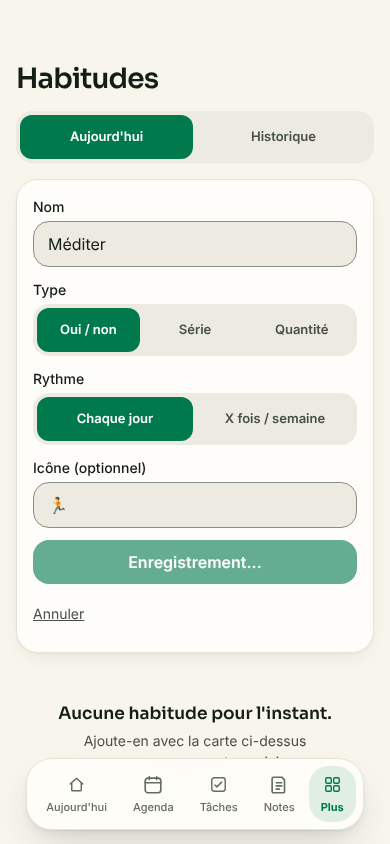 Habitudes
Aujourd'hui
Historique
Nom
Méditer
Type
Oui / non
Série
Quantité
Rythme
Chaque jour
X fois / semaine
Icône (optionnel)
🏃
Enregistrement…
Annuler
Aucune habitude pour l'instant.
Ajoute-en avec la carte ci-dessus
Aujourd'hui
Agenda
Tâches
Notes
Plus